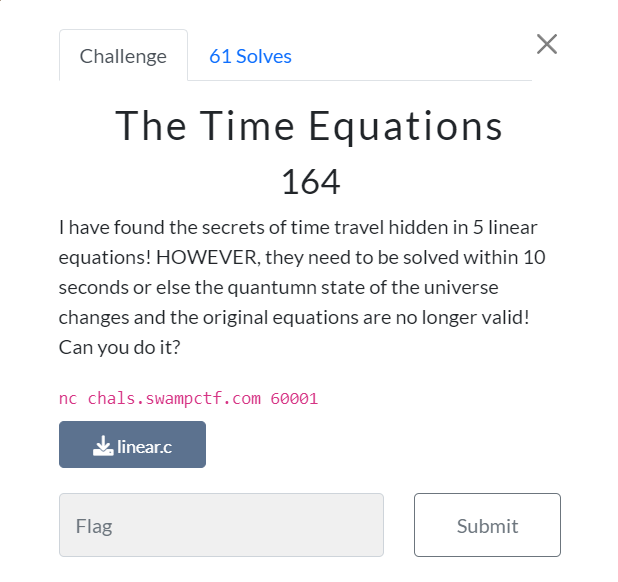 Challenge
61 Solves
The Time Equations
164
I have found the secrets of time travel hidden in 5 linear
equations! HOWEVER, they need to be solved within 10
seconds or else the quantumn state of the universe
changes and the original equations are no longer valid!
Can you do it?
nc chals.swampctf.com 60001
linear.c
Flag
Submit